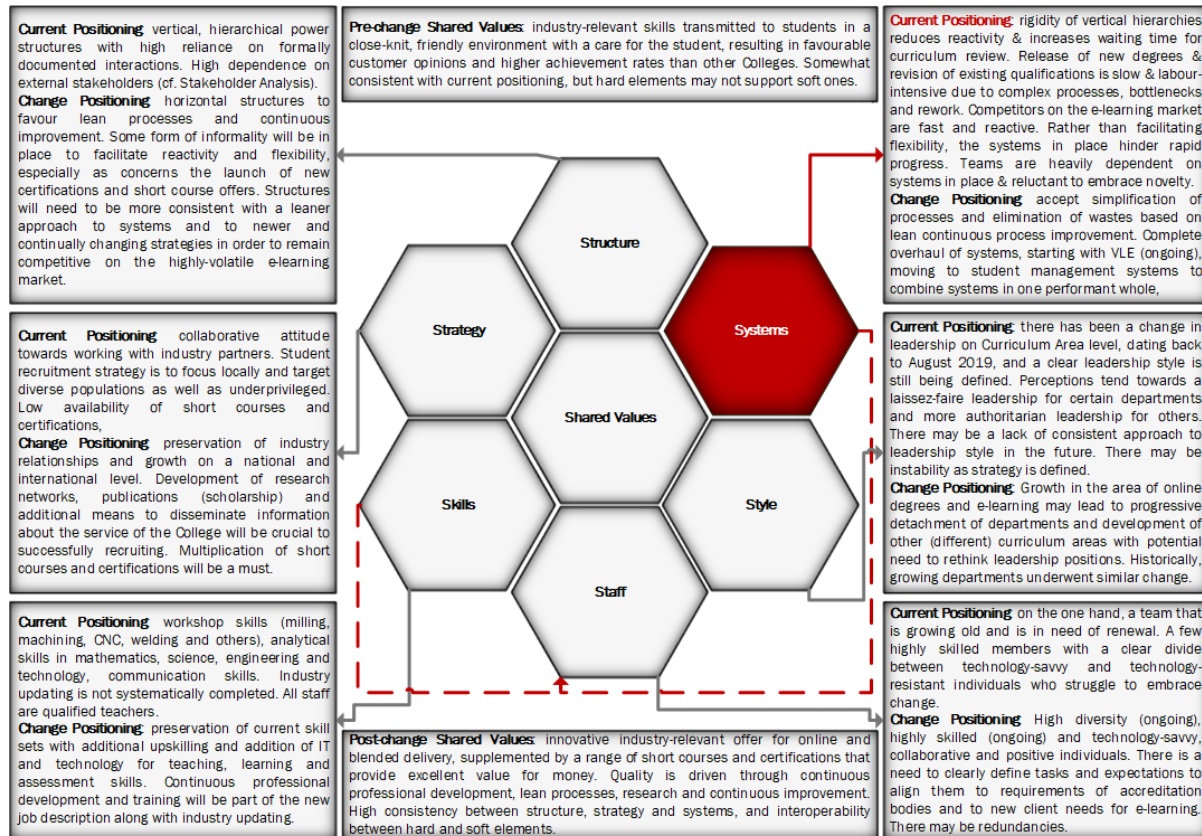 Current Positioning: vertical, hierarchical power
structures with high reliance on formally
documented interactions. High dependence on
external stakeholders (cf. Stakeholder Analysis).
Change Positioning: horizontal structures to
favour lean processes and continuous
improvement. Some form of informality will be in
place to facilitate reactivity and flexibility,
especially as concerns the launch of new
certifications and short course offers. Structures
will need to be more consistent with a leaner
approach to systems and to newer and
continually changing strategies in order to remain
competitive on the highly-volatile e-learning
market.
Pre-change Shared Values: industry-relevant skills transmitted to students in a
close-knit, friendly environment with a care for the student, resulting in favourable
customer opinions and higher achievement rates than other Colleges. Somewhat
consistent with current positioning, but hard elements may not support soft ones.
Current Positioning: rigidity of vertical hierarchies
reduces reactivity & increases waiting time for
curriculum review. Release of new degrees &
revision of existing qualifications is slow & labour-
intensive due to complex processes, bottlenecks
and rework. Competitors on the e-learning market
are fast and reactive. Rather than facilitating
flexibility, the systems in place hinder rapid
progress. Teams are heavily dependent on
systems in place & reluctant to embrace novelty.
Change Positioning: accept simplification of
processes and elimination of wastes based on
lean continuous process improvement. Complete
overhaul of systems, starting with VLE (ongoing),
moving to student management systems to
combine systems in one performant whole,
Structure
Strategy
Systems
Shared Values
Skills
Style
Staff
Current Positioning: collaborative attitude
towards working with industry partners. Student
recruitment strategy is to focus locally and target
diverse populations as well as underprivileged.
Low availability of short courses and
certifications,
Change Positioning: preservation of industry
relationships and growth on a national and
international level. Development of research
networks, publications (scholarship) and
additional means to disseminate information
about the service of the College will be crucial to
successfully recruiting. Multiplication of short
courses and certifications will be a must.
Current Positioning: there has been a change in
leadership on Curriculum Area level, dating back
to August 2019, and a clear leadership style is
still being defined. Perceptions tend towards a
laissez-faire leadership for certain departments
and more authoritarian leadership for others.
There may be a lack of consistent approach to
leadership style in the future. There may be
instability as strategy is defined.
Change Positioning: Growth in the area of online
degrees and e-learning may lead to progressive
detachment of departments and development of
other (different) curriculum areas with potential
need to rethink leadership positions. Historically,
growing departments underwent similar change.
Current Positioning: workshop skills (milling,
machining, CNC, welding and others), analytical
skills in mathematics, science, engineering and
technology, communication skills. Industry
updating is not systematically completed. All staff
are qualified teachers.
Change Positioning: preservation of current skill
sets with additional upskilling and addition of IT
and technology for teaching, learning and
assessment skills. Continuous professional
development and training will be part of the new
job description along with industry updating.
Post-change Shared Values: innovative industry-relevant offer for online and
blended delivery, supplemented by a range of short courses and certifications that
provide excellent value for money. Quality is driven through continuous
professional development, lean processes, research and continuous improvement.
High consistency between structure, strategy and systems, and interoperability
between hard and soft elements.
Current Positioning: on the one hand, a team that
is growing old and is in need of renewal. A few
highly skilled members with a clear divide
between technology-savvy and technology-
resistant individuals who struggle to embrace
change.
Change Positioning: High diversity (ongoing),
highly skilled (ongoing) and technology-savvy,
collaborative and positive individuals. There is a
need to clearly define tasks and expectations to
align them to requirements of accreditation
bodies and to new client needs for e-learning.
There may be redundancies.